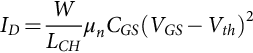 I_D = \frac{W}{L_{CH}} \mu_n C_{GS} (V_{GS} - V_{th})^2